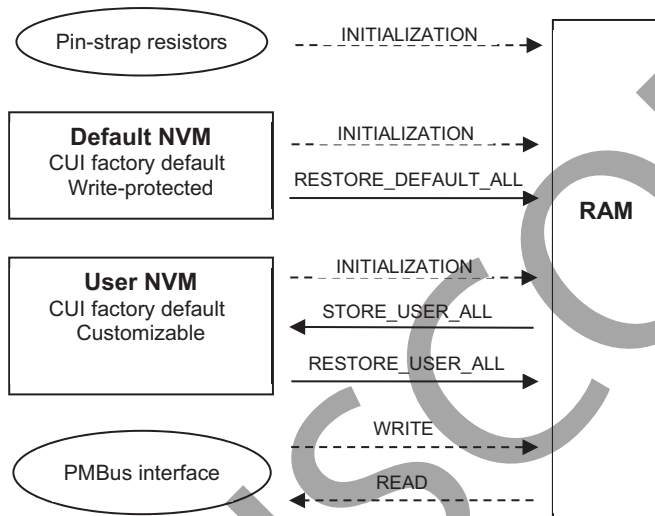 Pin-strap resistors
INITIALIZATION
Default NVM
CUI factory default
Write-protected
INITIALIZATION
RESTORE_DEFAULT_ALL
RAM
User NVM
CUI factory default
Customizable
INITIALIZATION
STORE_USER_ALL
RESTORE_USER_ALL
PMBus interface
WRITE
READ